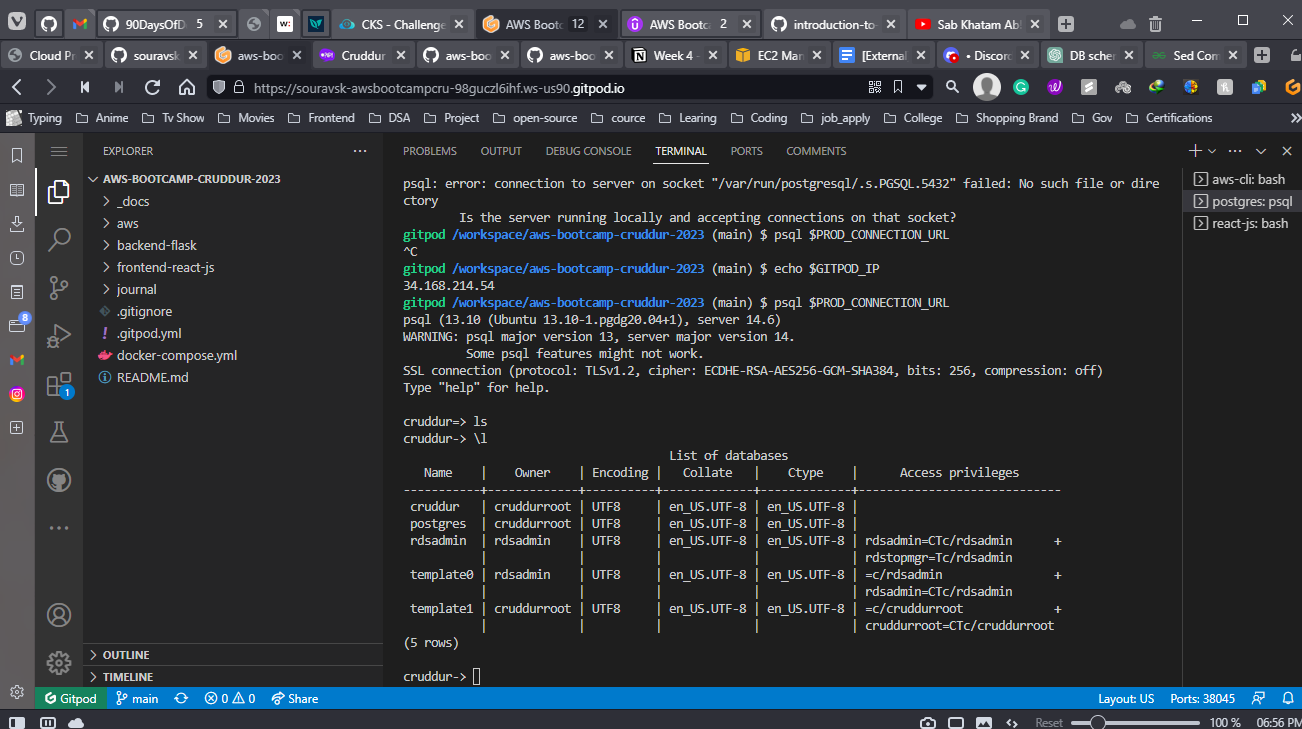 90DaysOfD 5
w:
CKS - Challenge
AWS Bootc 12
AWS Bootca 2
introduction-to-
Sab Khatam Ab!
Cloud Pr
souravsk
aws-boo
Cruddur
aws-boo
aws-boo
Week 4 -
EC2 Man
[External
• Discord
DB scher
Sed Com
https://souravsk-awsbootcampcru-98guczl6ihf.ws-us90.gitpod.io
Typing Anime Tv Show Movies Frontend DSA Project open-source cource Learing Coding job_apply College Shopping Brand Gov Certifications
EXPLORER
AWS-BOOTCAMP-CRUDDUR-2023
_docs
aws
backend-flask
frontend-react-js
journal
.gitignore
.gitpod.yml
docker-compose.yml
README.md
8
1
OUTLINE
TIMELINE
PROBLEMS OUTPUT DEBUG CONSOLE TERMINAL PORTS COMMENTS
psql: error: connection to server on socket "/var/run/postgresql/.s.PGSQL.5432" failed: No such file or dire
ctory
Is the server running locally and accepting connections on that socket?
gitpod /workspace/aws-bootcamp-cruddur-2023 (main) $ psql $PROD_CONNECTION_URL
^C
gitpod /workspace/aws-bootcamp-cruddur-2023 (main) $ echo $GITPOD_IP
34.168.214.54
gitpod /workspace/aws-bootcamp-cruddur-2023 (main) $ psql $PROD_CONNECTION_URL
psql (13.10 (Ubuntu 13.10-1.pgdg20.04+1), server 14.6)
WARNING: psql major version 13, server major version 14.
Some psql features might not work.
SSL connection (protocol: TLSv1.2, cipher: ECDHE-RSA-AES256-GCM-SHA384, bits: 256, compression: off)
Type "help" for help.
cruddur=> ls
cruddur-> \l
List of databases
Name | Owner | Encoding | Collate | Ctype | Access privileges
-----------+-------------+----------+-------------+-------------+-----------------------------
cruddur | cruddurroot | UTF8 | en_US.UTF-8 | en_US.UTF-8 |
postgres | cruddurroot | UTF8 | en_US.UTF-8 | en_US.UTF-8 |
rdsadmin | rdsadmin | UTF8 | en_US.UTF-8 | en_US.UTF-8 | rdsadmin=CTc/rdsadmin +
| | | | | rdstopmgr=Tc/rdsadmin
template0 | rdsadmin | UTF8 | en_US.UTF-8 | en_US.UTF-8 | =c/rdsadmin +
| | | | | rdsadmin=CTc/rdsadmin
template1 | cruddurroot | UTF8 | en_US.UTF-8 | en_US.UTF-8 | =c/cruddurroot +
| | | | | cruddurroot=CTc/cruddurroot
(5 rows)
cruddur->
aws-cli: bash
postgres: psql
react-js: bash
Gitpod main 0 0 Share Layout: US Ports: 38045
Reset 100 % 06:56 PM